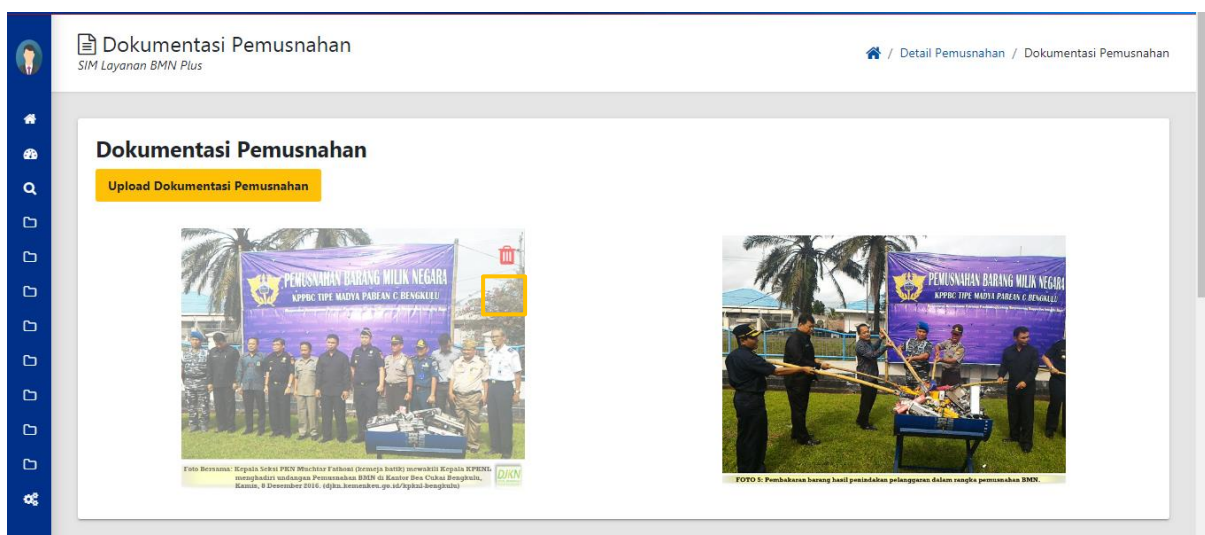 Dokumentasi Pemusnahan
SIM Layanan BMN Plus
/ Detail Pemusnahan / Dokumentasi Pemusnahan
Dokumentasi Pemusnahan
Upload Dokumentasi Pemusnahan
PEMUSNAHAN BARANG MILIK NEGARA
KPPBC TIPE MADYA PABEAN C BENGKULU
Foto Bersama: Kepala Seksi PKN Muchtar Fathoni (kemeja batik) mewakili Kepala KPKNL
menghadiri undangan Pemusnahan BMN di Kantor Bea Cukai Bengkulu,
Kamis, 8 Desember 2016. (djkn.kemenkeu.go.id/kpknl-bengkulu)
DJKN
PEMUSNAHAN BARANG MILIK NEGARA
KPPBC TIPE MADYA PABEAN C BENGKULU
FOTO 5: Pembakaran barang hasil penindakan pelanggaran dalam rangka pemusnahan BMN.